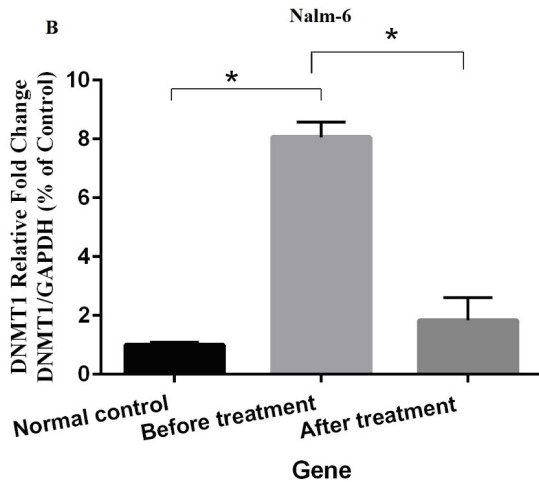 B
Nalm-6
*
*
DNMT1 Relative Fold Change
DNMT1/GAPDH (% of Control)
10
8
6
4
2
0
Normal control
Before treatment
After treatment
Gene